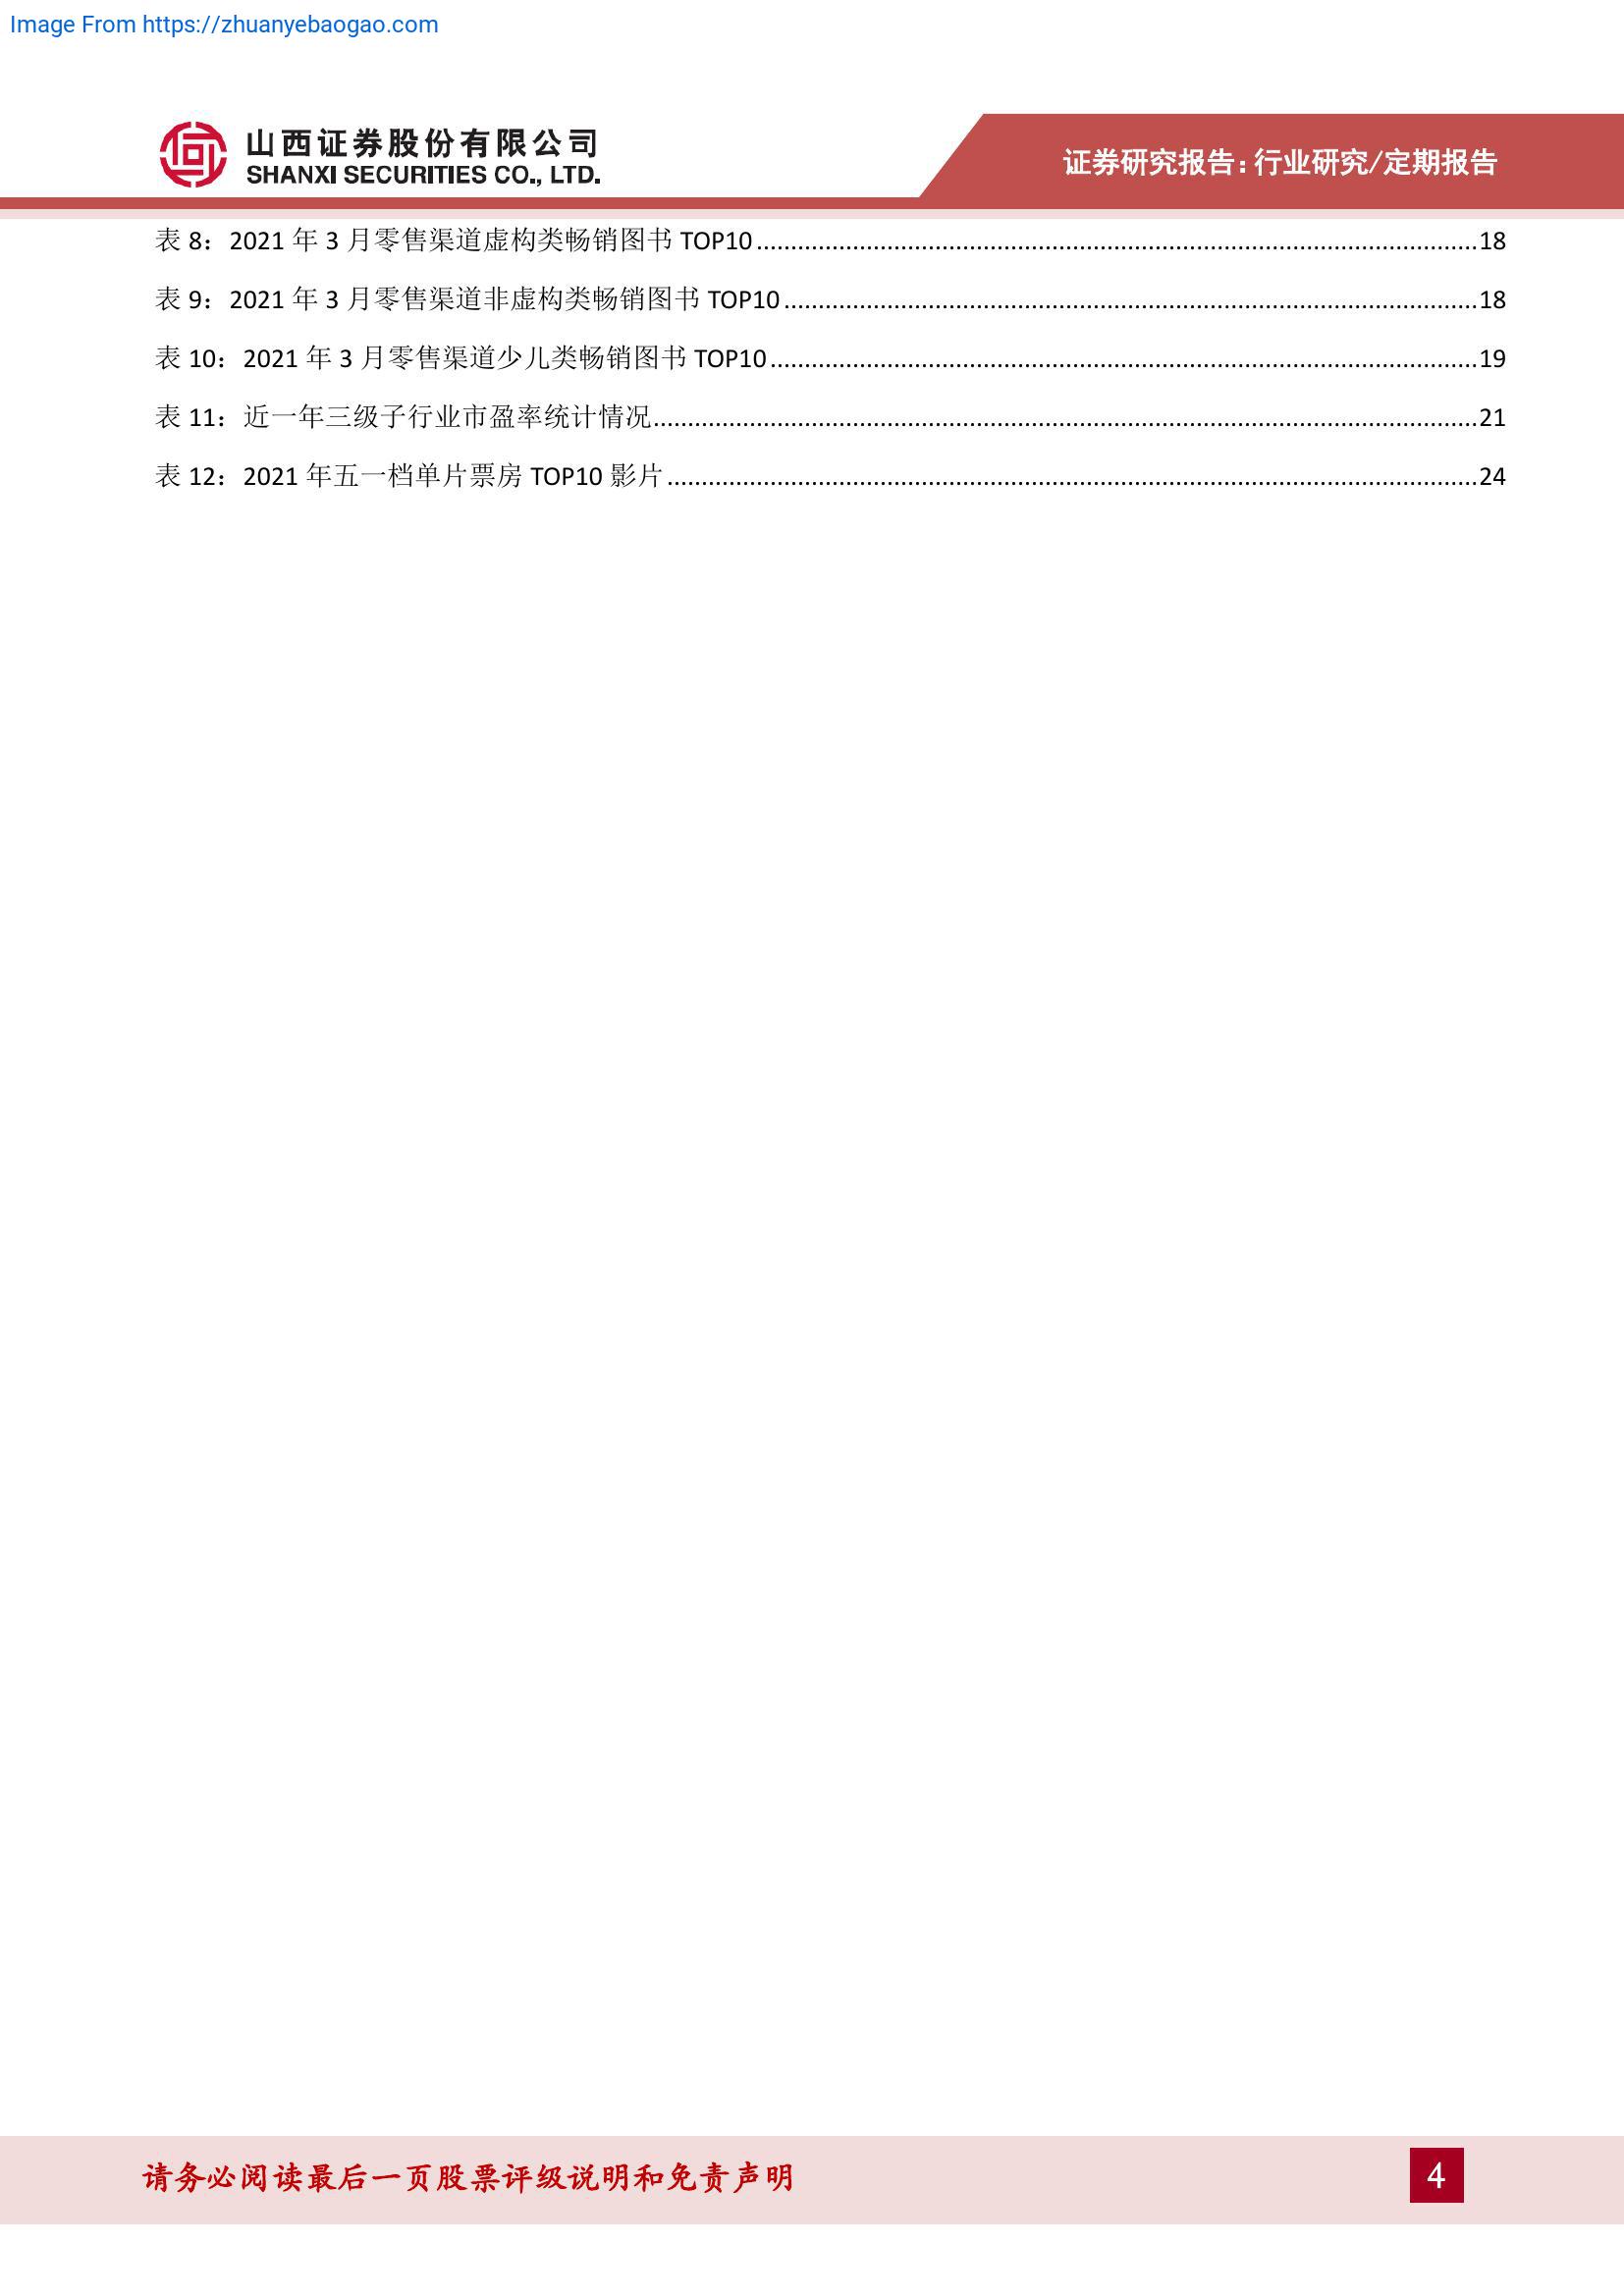 Image From https://zhuanyebaogao.com
山西证券股份有限公司
SHANXI SECURITIES CO., LTD.
证券研究报告：行业研究/定期报告
表 8：2021 年 3 月零售渠道虚构类畅销图书 TOP10 ........................................ 18
表 9：2021 年 3 月零售渠道非虚构类畅销图书 TOP10 ........................................ 18
表 10：2021 年 3 月零售渠道少儿类畅销图书 TOP10 ........................................ 19
表 11：近一年三级子行业市盈率统计情况 ........................................ 21
表 12：2021 年五一档单片票房 TOP10 影片 ........................................ 24
请务必阅读最后一页股票评级说明和免责声明
4